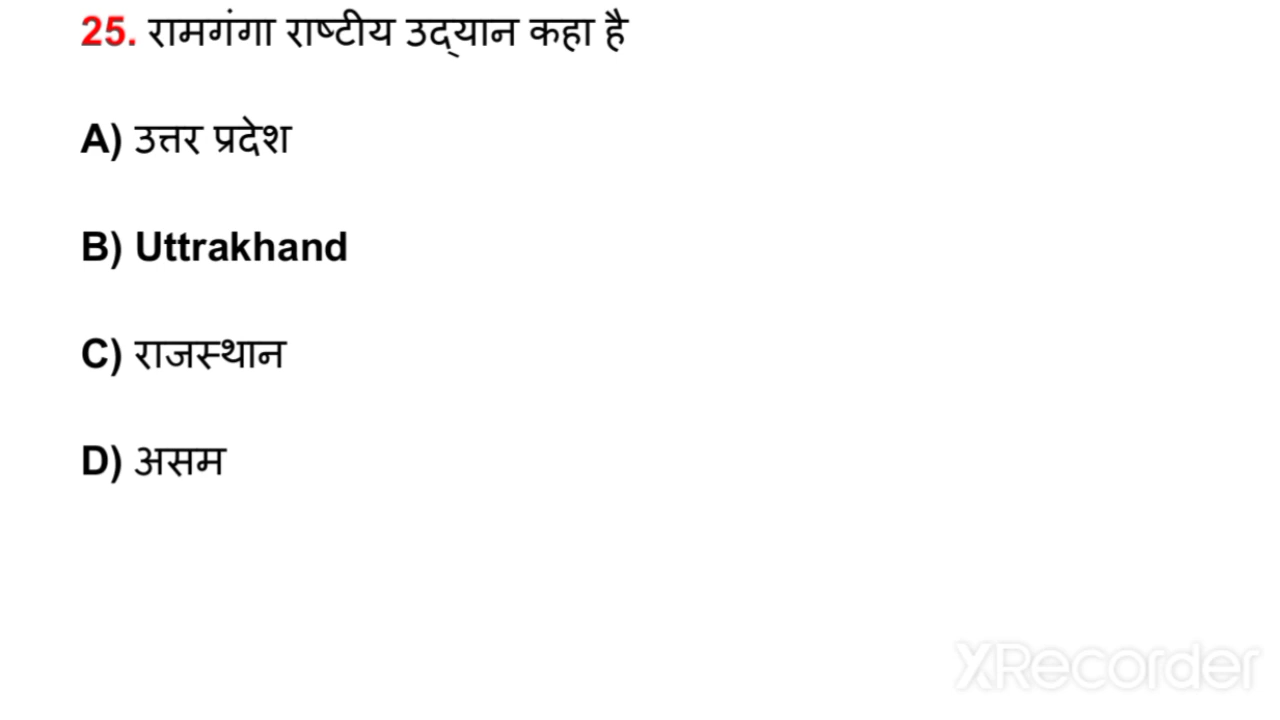 25. रामगंगा राष्टीय उद्‌यान कहा है
A) उत्तर प्रदेश
B) Uttrakhand
C) राजस्थान
D) असम
XRecorder